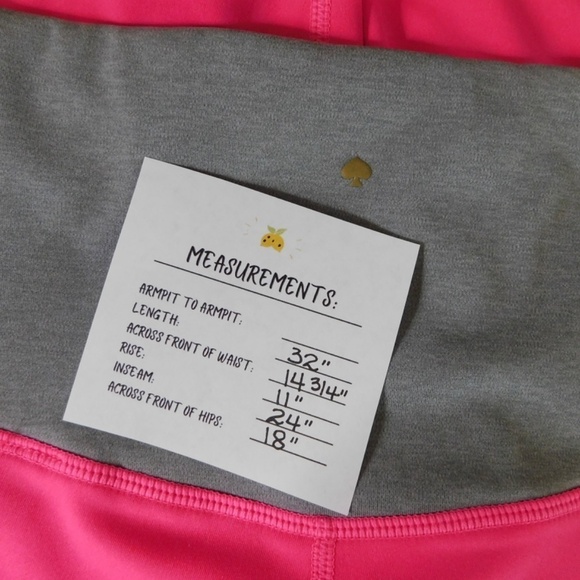 MEASUREMENTS:
ARMPIT TO ARMPIT:
LENGTH: 32"
ACROSS FRONT OF WAIST: 14 3/4"
RISE: 11"
INSEAM: 24"
ACROSS FRONT OF HIPS: 18"